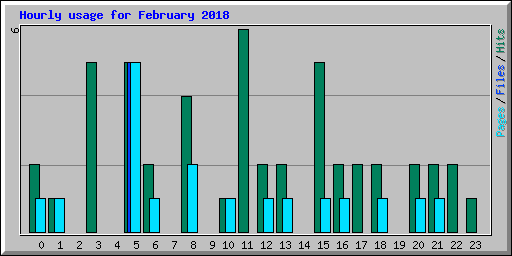 Hourly usage for February 2018
6
Pages/Files/Hits
0 1 2 3 4 5 6 7 8 9 10 11 12 13 14 15 16 17 18 19 20 21 22 23